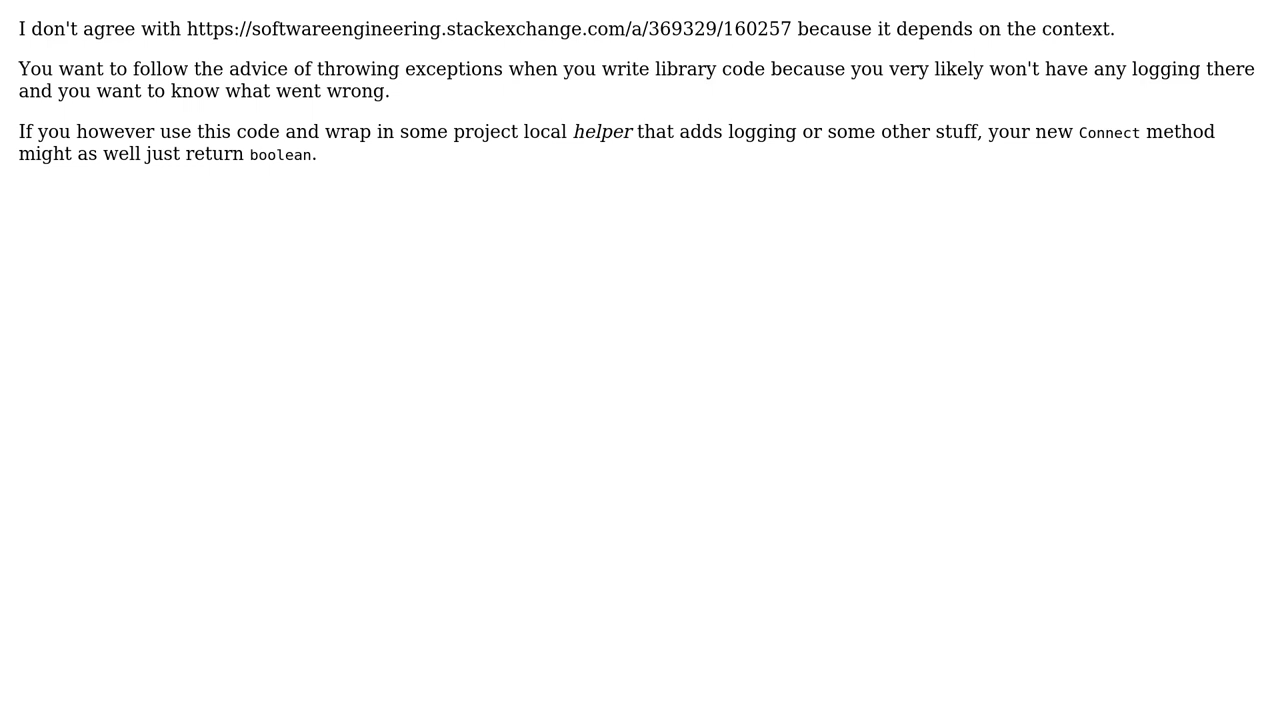 I don't agree with https://softwareengineering.stackexchange.com/a/369329/160257 because it depends on the context.
You want to follow the advice of throwing exceptions when you write library code because you very likely won't have any logging there
and you want to know what went wrong.
If you however use this code and wrap in some project local helper that adds logging or some other stuff, your new Connect method
might as well just return boolean.